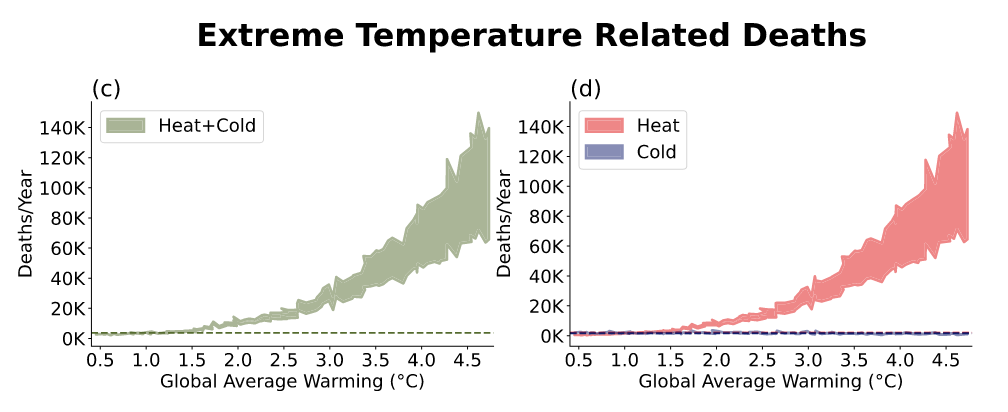 Extreme Temperature Related Deaths
(c)
Heat+Cold
140K
120K
100K
80K
60K
40K
20K
0K
Deaths/Year
0.5 1.0 1.5 2.0 2.5 3.0 3.5 4.0 4.5
Global Average Warming (°C)
(d)
Heat
Cold
140K
120K
100K
80K
60K
40K
20K
0K
Deaths/Year
0.5 1.0 1.5 2.0 2.5 3.0 3.5 4.0 4.5
Global Average Warming (°C)